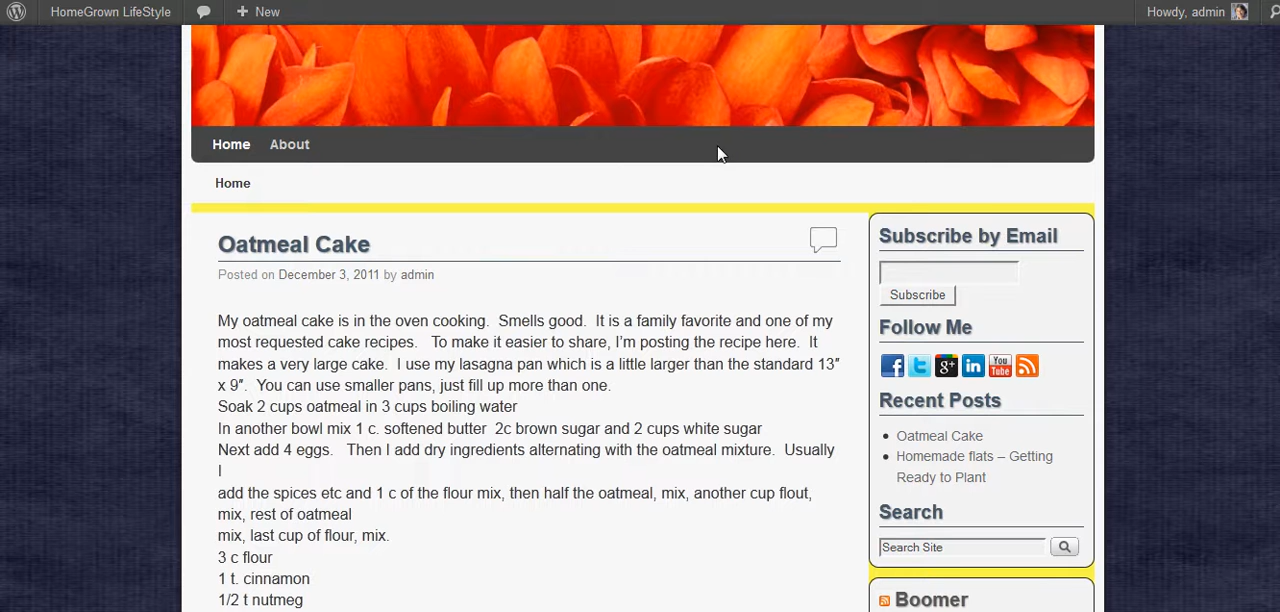 HomeGrown LifeStyle
New
Howdy, admin
Home
About
Home
Oatmeal Cake
Posted on December 3, 2011 by admin
My oatmeal cake is in the oven cooking.  Smells good.  It is a family favorite and one of my
most requested cake recipes.   To make it easier to share, I'm posting the recipe here.  It
makes a very large cake.  I use my lasagna pan which is a little larger than the standard 13″
x 9″.  You can use smaller pans, just fill up more than one.
Soak 2 cups oatmeal in 3 cups boiling water
In another bowl mix 1 c. softened butter  2c brown sugar and 2 cups white sugar
Next add 4 eggs.   Then I add dry ingredients alternating with the oatmeal mixture.  Usually
I
add the spices etc and 1 c of the flour mix, then half the oatmeal, mix, another cup flout,
mix, rest of oatmeal
mix, last cup of flour, mix.
3 c flour
1 t. cinnamon
1/2 t nutmeg
Subscribe by Email
Subscribe
Follow Me
You
Tube
Recent Posts
Oatmeal Cake
Homemade flats – Getting
Ready to Plant
Search
Search Site
Boomer